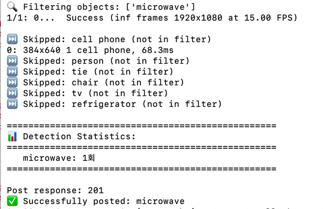 🔍 Filtering objects: ['microwave']
1/1: 0... Success (inf frames 1920x1080 at 15.00 FPS)
⏭️ Skipped: cell phone (not in filter)
0: 384x640 1 cell phone, 68.3ms
⏭️ Skipped: person (not in filter)
⏭️ Skipped: tie (not in filter)
⏭️ Skipped: chair (not in filter)
⏭️ Skipped: tv (not in filter)
⏭️ Skipped: refrigerator (not in filter)
==================================================
📊 Detection Statistics:
==================================================
microwave: 1회
==================================================
Post response: 201
✅ Successfully posted: microwave